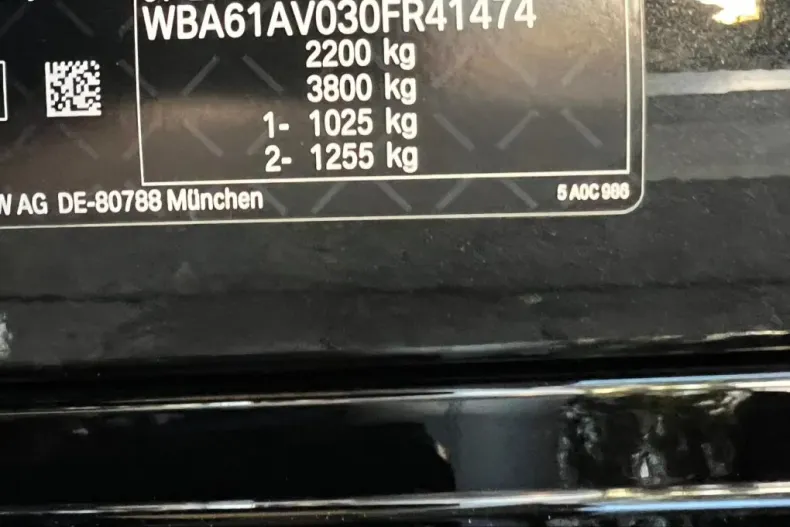 WBA61AV030FR41474
2200 kg
3800 kg
1- 1025 kg
2- 1255 kg
AG DE-80788 München
5 A0C 986